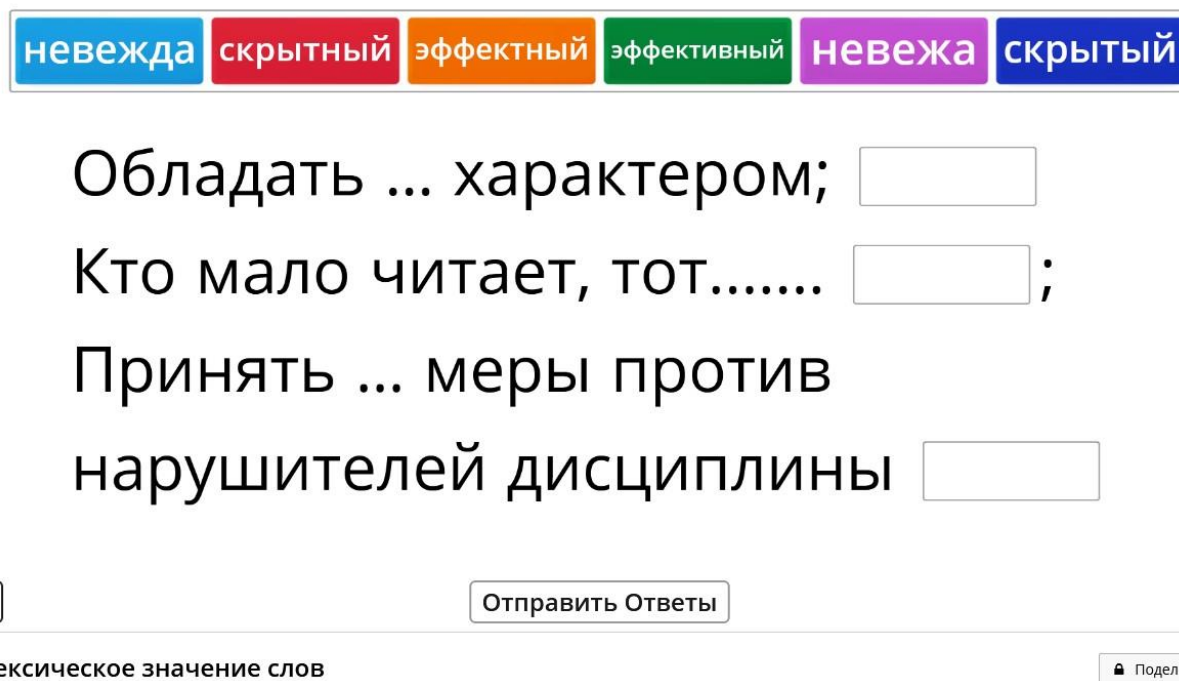 невежда скрытный эффектный эффективный невежа скрытый
Обладать ... характером;
Кто мало читает, тот....... ;
Принять ... меры против
нарушителей дисциплины
Отправить Ответы
ексическое значение слов
Подел